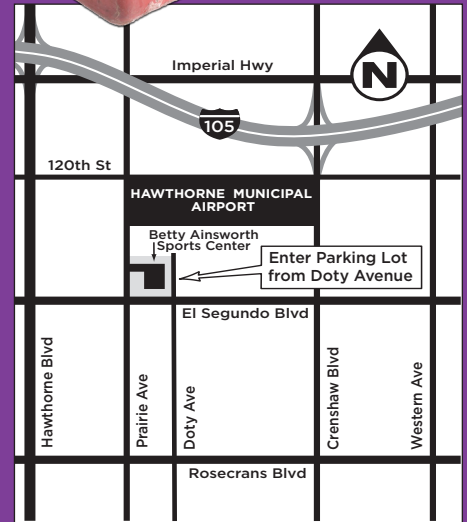 Imperial Hwy
N
105
120th St
HAWTHORNE MUNICIPAL
AIRPORT
Betty Ainsworth
Sports Center
Enter Parking Lot
from Doty Avenue
El Segundo Blvd
Hawthorne Blvd
Prairie Ave
Doty Ave
Crenshaw Blvd
Western Ave
Rosecrans Blvd